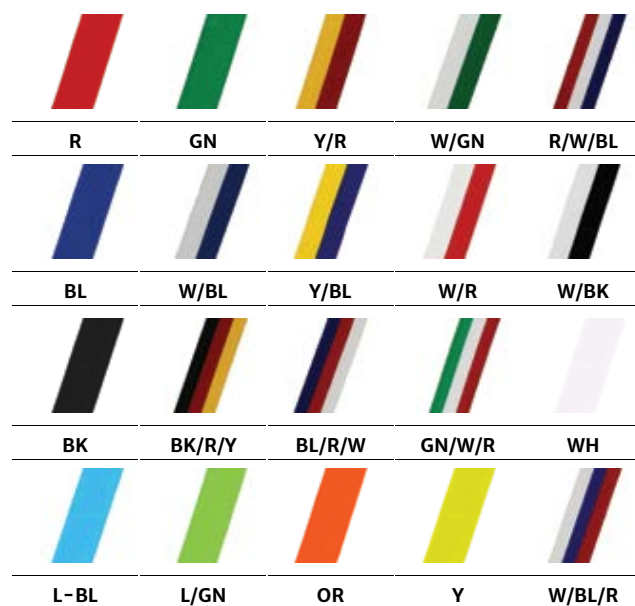 R GN Y/R W/GN R/W/BL
BL W/BL Y/BL W/R W/BK
BK BK/R/Y BL/R/W GN/W/R WH
L-BL L/GN OR Y W/BL/R